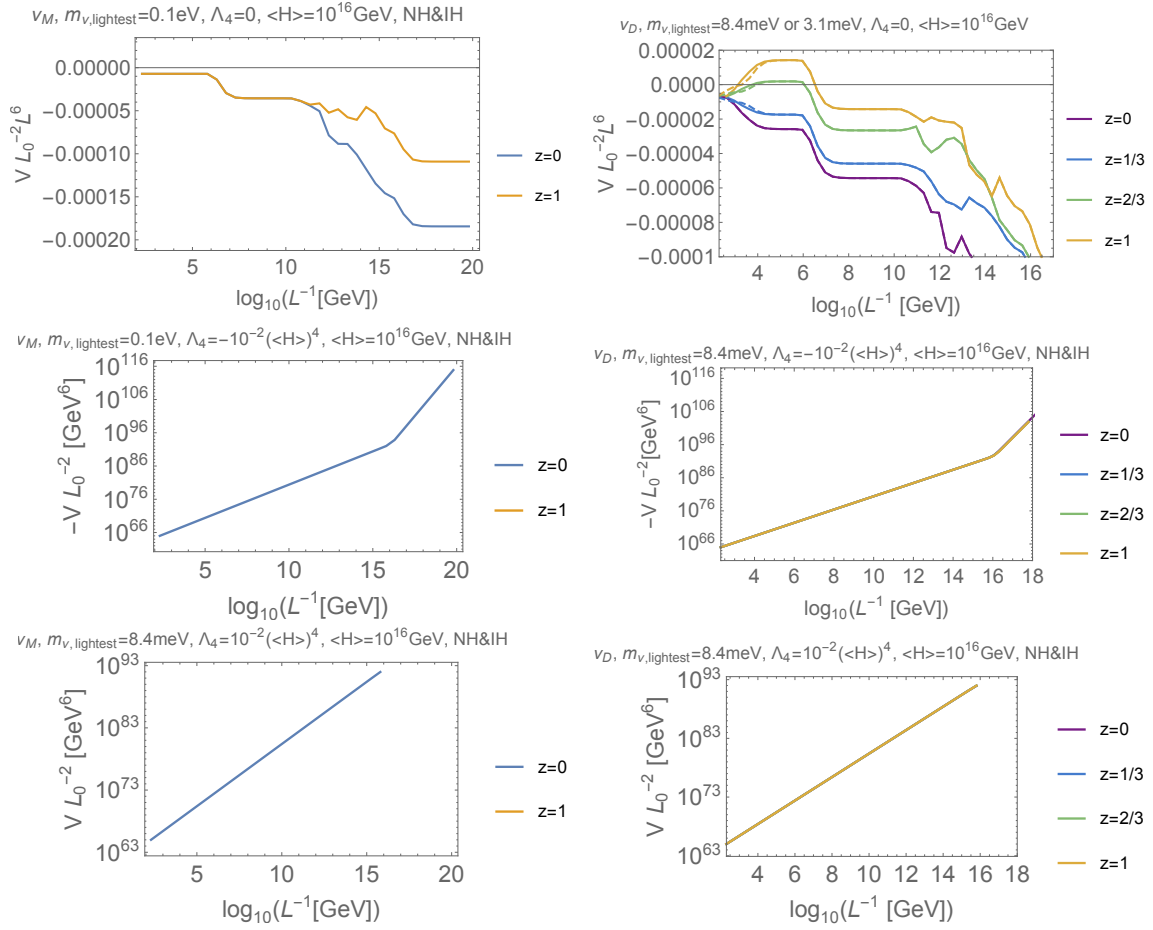 ν_M, m_ν,lightest=0.1eV, Λ_4=0, <H>=10^16GeV, NH&IH
V L_0^-2 L^6
0.00000
-0.00005
-0.00010
-0.00015
-0.00020
5 10 15 20
log_10(L^-1[GeV])
z=0
z=1
ν_D, m_ν,lightest=8.4meV or 3.1meV, Λ_4=0, <H>=10^16GeV
V L_0^-2 L^6
0.00002
0.00000
-0.00002
-0.00004
-0.00006
-0.00008
-0.0001
4 6 8 10 12 14 16
log_10(L^-1 [GeV])
z=0
z=1/3
z=2/3
z=1
ν_M, m_ν,lightest=0.1eV, Λ_4=-10^-2(<H>)^4, <H>=10^16GeV, NH&IH
-V L_0^-2 [GeV^6]
10^116
10^106
10^96
10^86
10^76
10^66
5 10 15 20
log_10(L^-1[GeV])
z=0
z=1
ν_D, m_ν,lightest=8.4meV, Λ_4=-10^-2(<H>)^4, <H>=10^16GeV, NH&IH
-V L_0^-2[GeV^6]
10^116
10^106
10^96
10^86
10^76
10^66
4 6 8 10 12 14 16 18
log_10(L^-1 [GeV])
z=0
z=1/3
z=2/3
z=1
ν_M, m_ν,lightest=8.4meV, Λ_4=10^-2(<H>)^4, <H>=10^16GeV, NH&IH
V L_0^-2 [GeV^6]
10^93
10^83
10^73
10^63
5 10 15 20
log_10(L^-1[GeV])
z=0
z=1
ν_D, m_ν,lightest=8.4meV, Λ_4=10^-2(<H>)^4, <H>=10^16GeV, NH&IH
V L_0^-2 [GeV^6]
10^93
10^83
10^73
10^63
4 6 8 10 12 14 16 18
log_10(L^-1 [GeV])
z=0
z=1/3
z=2/3
z=1